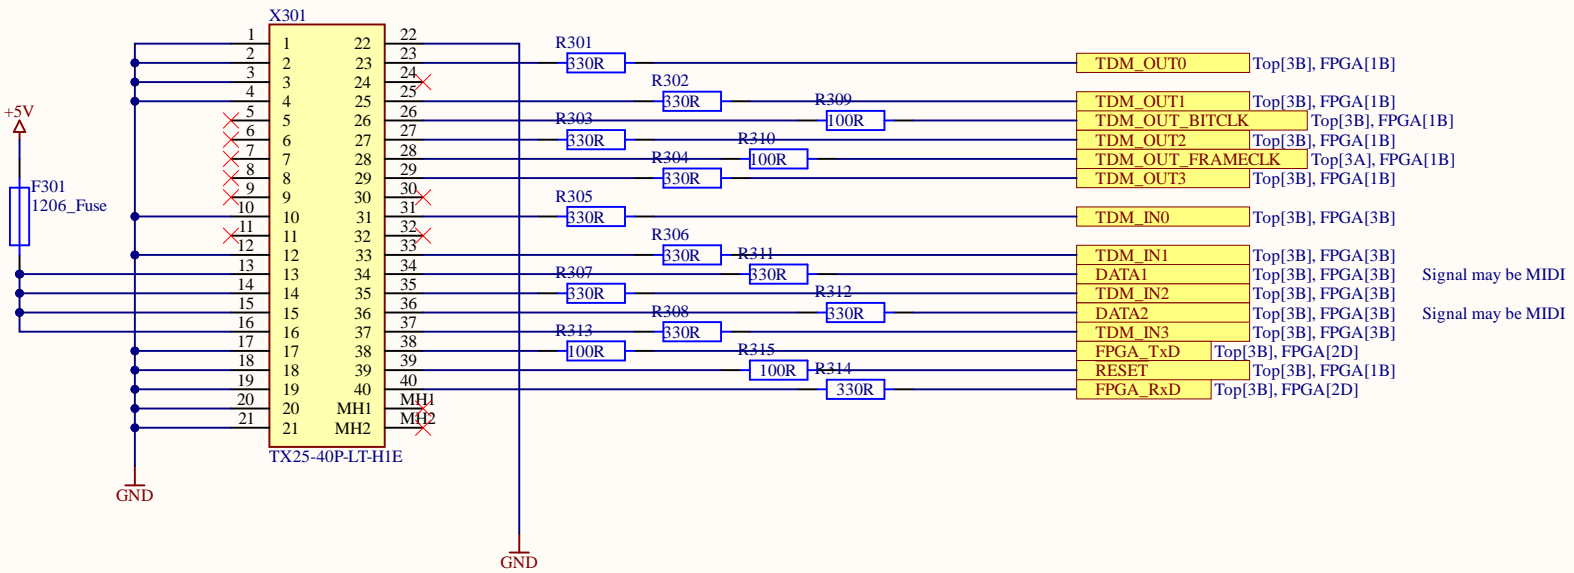 X301
1 1 22 22
2 2 23 23
3 3 24 24
4 4 25 25
5 5 26 26
6 6 27 27
7 7 28 28
8 8 29 29
9 9 30 30
10 10 31 31
11 11 32 32
12 12 33 33
13 13 34 34
14 14 35 35
15 15 36 36
16 16 37 37
17 17 38 38
18 18 39 39
19 19 40 40
20 20 MH1 MH1
21 21 MH2 MH2
TX25-40P-LT-H1E
+5V
F301
1206_Fuse
GND
GND
R301
330R TDM_OUT0 Top[3B], FPGA[1B]
R302
330R TDM_OUT1 Top[3B], FPGA[1B]
R309
100R TDM_OUT_BITCLK Top[3B], FPGA[1B]
R303
330R TDM_OUT2 Top[3B], FPGA[1B]
R310
100R TDM_OUT_FRAMECLK Top[3A], FPGA[1B]
R304
330R TDM_OUT3 Top[3B], FPGA[1B]
R305
330R TDM_IN0 Top[3B], FPGA[3B]
R306
330R TDM_IN1 Top[3B], FPGA[3B]
R311
330R DATA1 Top[3B], FPGA[3B] Signal may be MIDI
R307
330R TDM_IN2 Top[3B], FPGA[3B]
R312
330R DATA2 Top[3B], FPGA[3B] Signal may be MIDI
R308
330R TDM_IN3 Top[3B], FPGA[3B]
R313
100R FPGA_TxD Top[3B], FPGA[2D]
R315
100R RESET Top[3B], FPGA[1B]
R314
330R FPGA_RxD Top[3B], FPGA[2D]